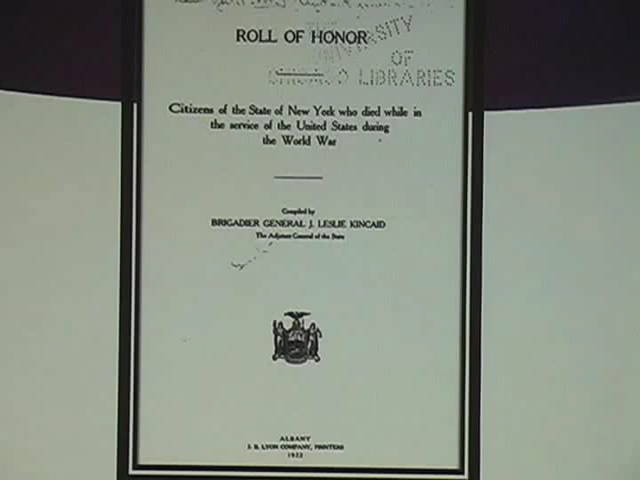 ROLL OF HONOR
UNIVERSITY
OF
CHICAGO LIBRARIES
Citizens of the State of New York who died while in
the service of the United States during
the World War
Compiled by
BRIGADIER GENERAL J. LESLIE KINCAID
The Adjutant General of the State
ALBANY
J. B. LYON COMPANY, PRINTERS
1922